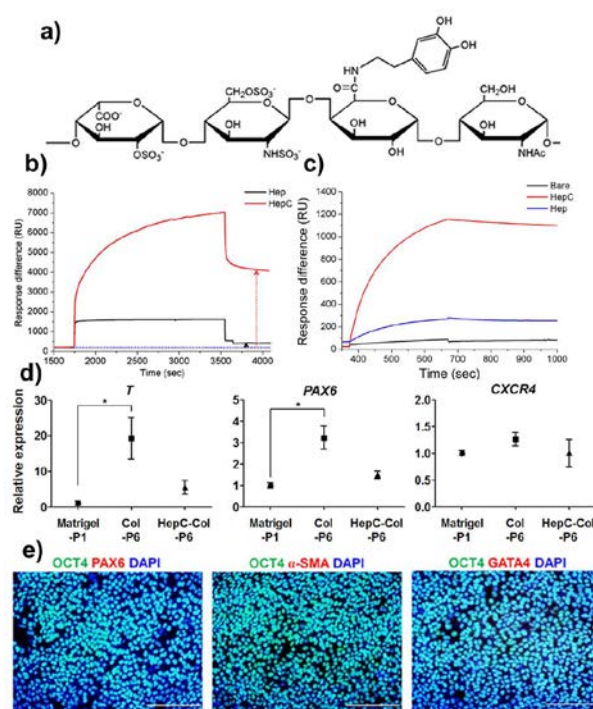 a)
OH
OH
HN
O
CH₂OSO₃⁻
CH₂OH
COO⁻
OH
OH
OH
OH
OSO₃⁻
NHSO₃⁻
OH
NHAc
b)
c)
Hep
HepC
Bare
HepC
Hep
Response difference (RU)
8000
7000
6000
5000
4000
3000
2000
1000
0
1500 2000 2500 3000 3500 4000
Time (sec)
Response difference (RU)
1400
1200
1000
800
600
400
200
0
400 500 600 700 800 900 1000
Time (sec)
d)
T
PAX6
CXCR4
Relative expression
30
20
10
0
*
Matrigel Col HepC-Col
-P1 -P6 -P6
4
3
2
1
0
*
Matrigel Col HepC-Col
-P1 -P6 -P6
2.0
1.5
1.0
0.5
0.0
Matrigel Col HepC-Col
-P1 -P6 -P6
e)
OCT4 PAX6 DAPI
OCT4 α-SMA DAPI
OCT4 GATA4 DAPI